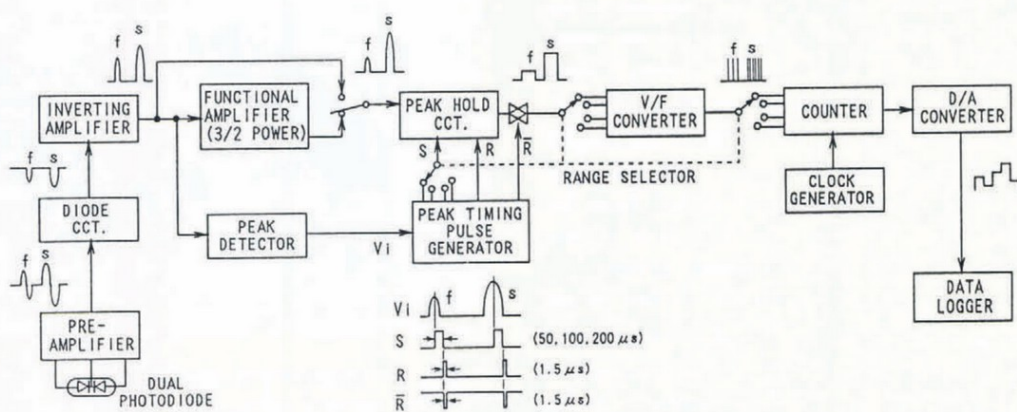 f s
f s
f s
f s
INVERTING
AMPLIFIER
FUNCTIONAL
AMPLIFIER
(3/2 POWER)
PEAK HOLD
CCT.
V/F
CONVERTER
COUNTER
D/A
CONVERTER
S R R̅
RANGE SELECTOR
f s
DIODE
CCT.
PEAK
DETECTOR
Vi
PEAK TIMING
PULSE
GENERATOR
CLOCK
GENERATOR
f s
PRE-
AMPLIFIER
DUAL
PHOTODIODE
DATA
LOGGER
Vi f s
S (50, 100, 200 μs)
R (1.5 μs)
R̅ (1.5 μs)